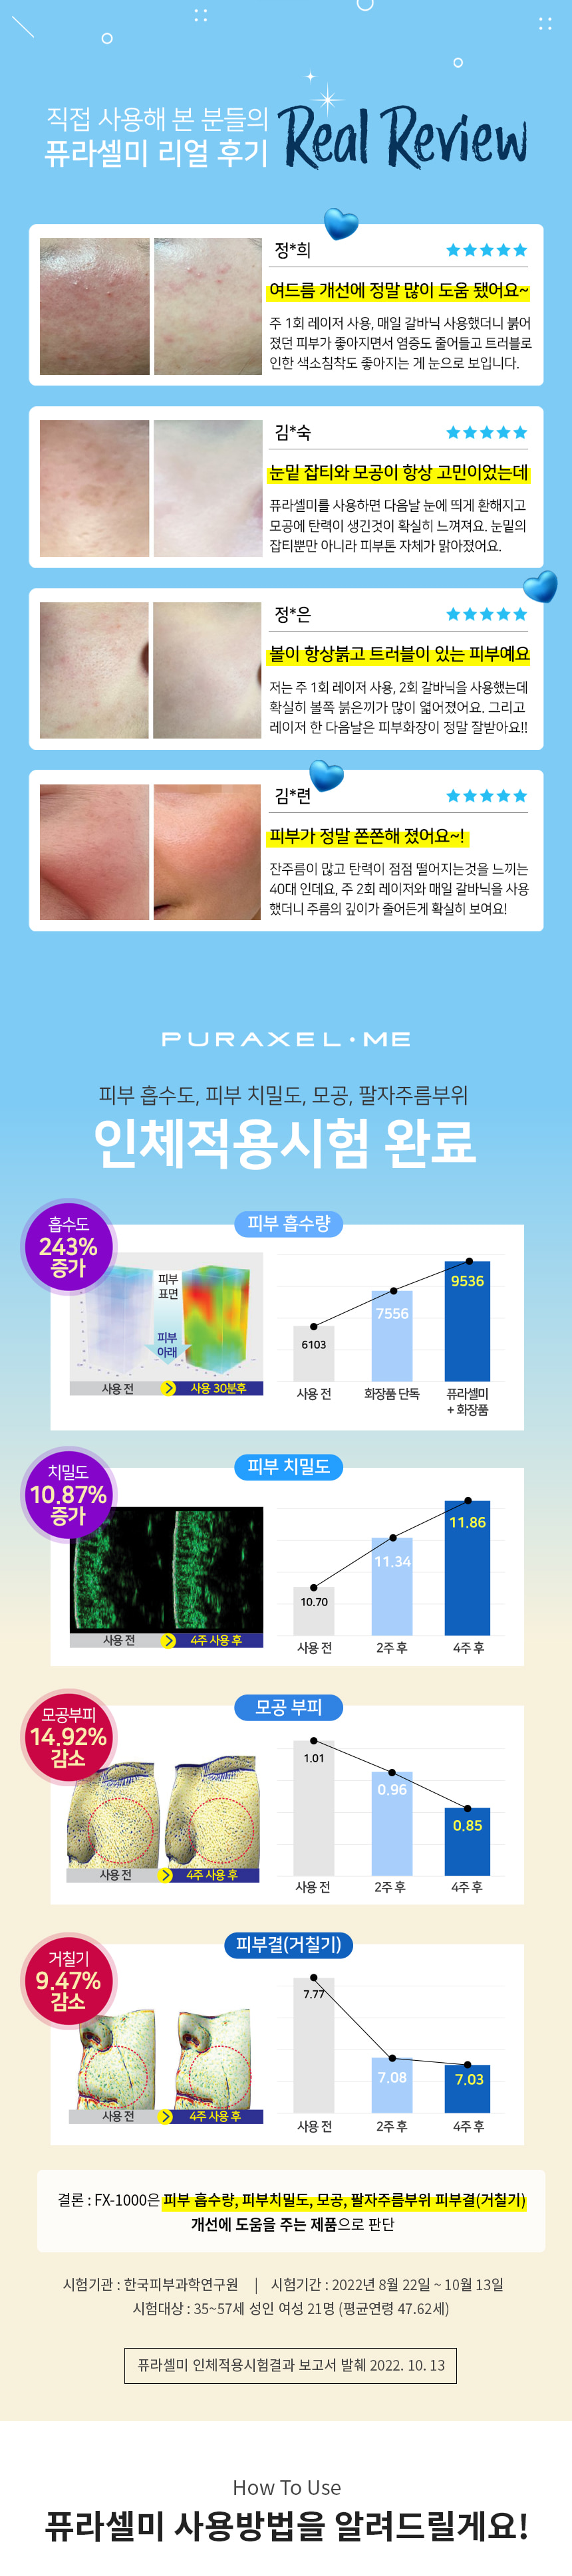 직접 사용해 본 분들의
퓨라셀미 리얼 후기
Real Review
정*희
★★★★★
여드름 개선에 정말 많이 도움 됐어요~
주 1회 레이저 사용, 매일 갈바닉 사용했더니 붉어
졌던 피부가 좋아지면서 염증도 줄어들고 트러블로
인한 색소침착도 좋아지는 게 눈으로 보입니다.
김*숙
★★★★★
눈밑 잡티와 모공이 항상 고민이었는데
퓨라셀미를 사용하면 다음날 눈에 띄게 환해지고
모공에 탄력이 생긴것이 확실히 느껴져요. 눈밑의
잡티뿐만 아니라 피부톤 자체가 맑아졌어요.
정*은
★★★★★
볼이 항상붉고 트러블이 있는 피부예요
저는 주 1회 레이저 사용, 2회 갈바닉을 사용했는데
확실히 볼쪽 붉은끼가 많이 엷어졌어요. 그리고
레이저 한 다음날은 피부화장이 정말 잘받아요!!
김*련
★★★★★
피부가 정말 쫀쫀해 졌어요~!
잔주름이 많고 탄력이 점점 떨어지는것을 느끼는
40대 인데요, 주 2회 레이저와 매일 갈바닉을 사용
했더니 주름의 깊이가 줄어든게 확실히 보여요!
PURAXEL·ME
피부 흡수도, 피부 치밀도, 모공, 팔자주름부위
인체적용시험 완료
흡수도
243%
증가
피부 흡수량
피부
표면
피부
아래
사용 전
사용 30분후
6103
7556
9536
사용 전
화장품 단독
퓨라셀미
+ 화장품
치밀도
10.87%
증가
피부 치밀도
사용 전
4주 사용 후
10.70
11.34
11.86
사용 전
2주 후
4주 후
모공부피
14.92%
감소
모공 부피
사용 전
4주 사용 후
1.01
0.96
0.85
사용 전
2주 후
4주 후
거칠기
9.47%
감소
피부결(거칠기)
사용 전
4주 사용 후
7.77
7.08
7.03
사용 전
2주 후
4주 후
결론 : FX-1000은 피부 흡수량, 피부치밀도, 모공, 팔자주름부위 피부결(거칠기)
개선에 도움을 주는 제품으로 판단
시험기관 : 한국피부과학연구원 | 시험기간 : 2022년 8월 22일 ~ 10월 13일
시험대상 : 35~57세 성인 여성 21명 (평균연령 47.62세)
퓨라셀미 인체적용시험결과 보고서 발췌 2022. 10. 13
How To Use
퓨라셀미 사용방법을 알려드릴게요!